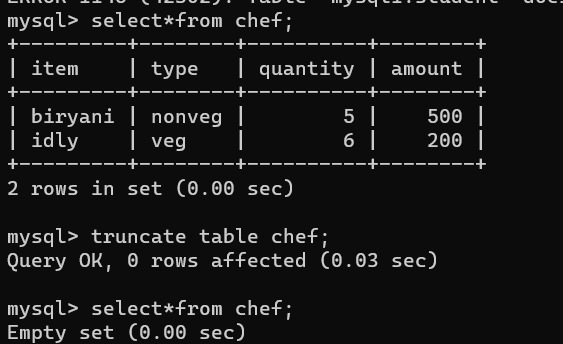 mysql> select*from chef;
+---------+--------+----------+--------+
| item    | type   | quantity | amount |
+---------+--------+----------+--------+
| biryani | nonveg |        5 |    500 |
| idly    | veg    |        6 |    200 |
+---------+--------+----------+--------+
2 rows in set (0.00 sec)
mysql> truncate table chef;
Query OK, 0 rows affected (0.03 sec)
mysql> select*from chef;
Empty set (0.00 sec)